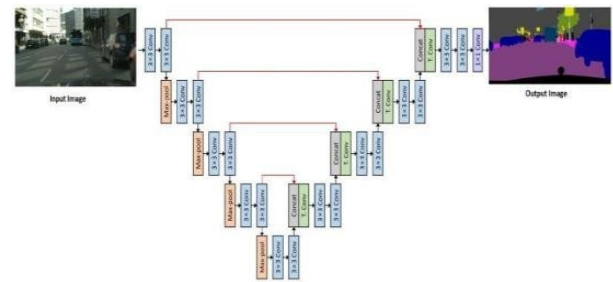 3×3 Conv
3×3 Conv
Concat
T. Conv
3×3 Conv
3×3 Conv
1×1 Conv
Input Image
Output Image
Max-pool
3×3 Conv
3×3 Conv
Concat
T. Conv
3×3 Conv
3×3 Conv
Max-pool
3×3 Conv
3×3 Conv
Concat
T. Conv
3×3 Conv
3×3 Conv
Max-pool
3×3 Conv
3×3 Conv
Concat
T. Conv
3×3 Conv
3×3 Conv
Max-pool
3×3 Conv
3×3 Conv